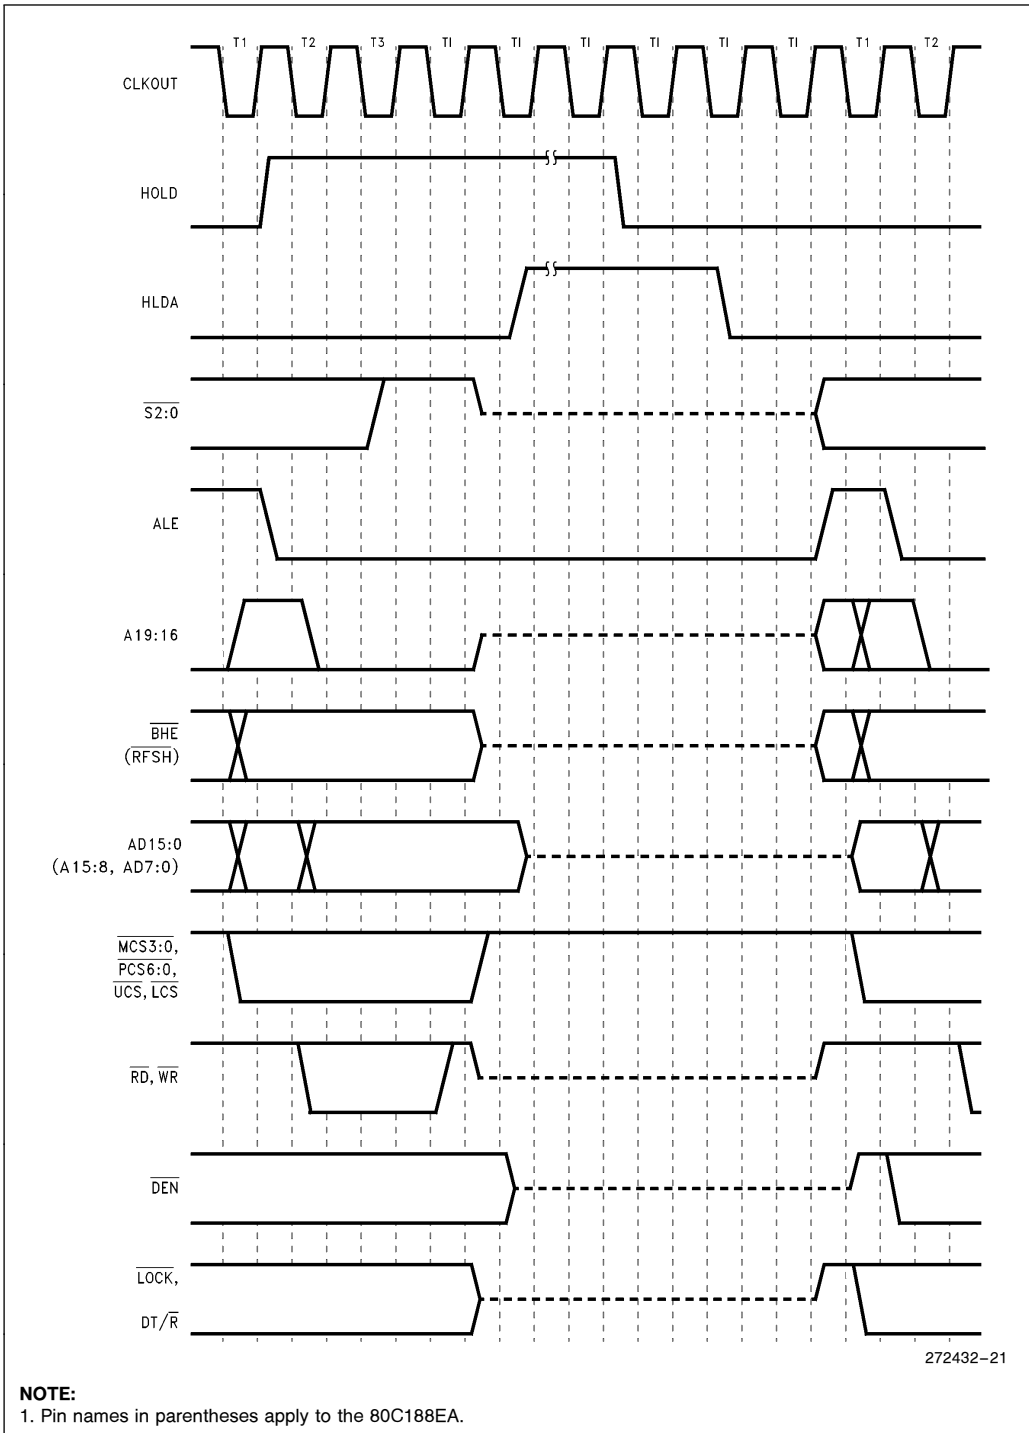 T1 T2 T3 TI TI TI TI TI TI T1 T2
CLKOUT
HOLD
HLDA
S2:0
ALE
A19:16
BHE
(RFSH)
AD15:0
(A15:8, AD7:0)
MCS3:0,
PCS6:0,
UCS, LCS
RD, WR
DEN
LOCK,
DT/R
272432–21
NOTE:
1. Pin names in parentheses apply to the 80C188EA.